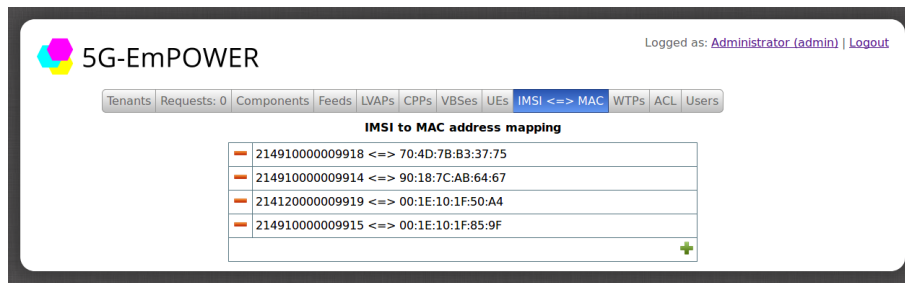 Logged as: Administrator (admin) | Logout
5G-EmPOWER
Tenants Requests: 0 Components Feeds LVAPs CPPs VBSes UEs IMSI <=> MAC WTPs ACL Users
IMSI to MAC address mapping
214910000009918 <=> 70:4D:7B:B3:37:75
214910000009914 <=> 90:18:7C:AB:64:67
214120000009919 <=> 00:1E:10:1F:50:A4
214910000009915 <=> 00:1E:10:1F:85:9F